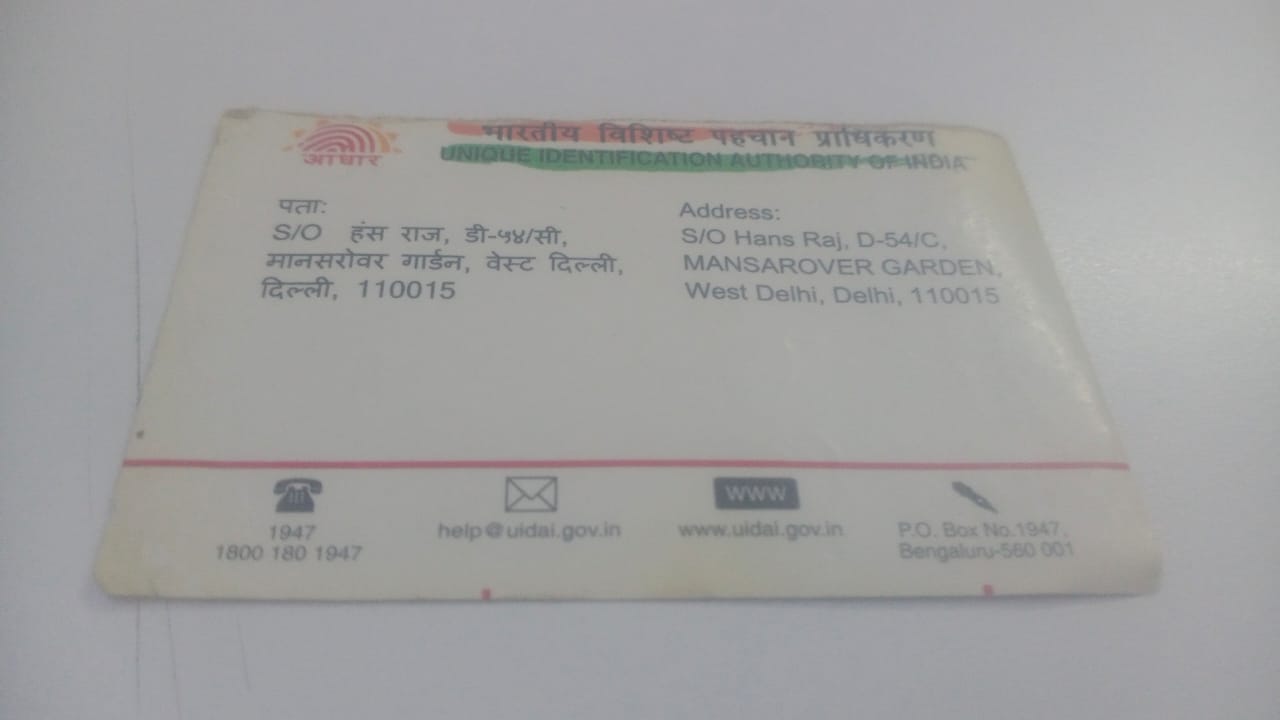 भारतीय विशिष्ट पहचान प्राधिकरण
UNIQUE IDENTIFICATION AUTHORITY OF INDIA
आधार
पता:
S/O हंस राज, डी-५४/सी,
मानसरोवर गार्डन, वेस्ट दिल्ली,
दिल्ली, 110015
Address:
S/O Hans Raj, D-54/C,
MANSAROVER GARDEN,
West Delhi, Delhi, 110015
1947
1800 180 1947
help@uidai.gov.in
www
www.uidai.gov.in
P.O. Box No.1947,
Bengaluru-560 001